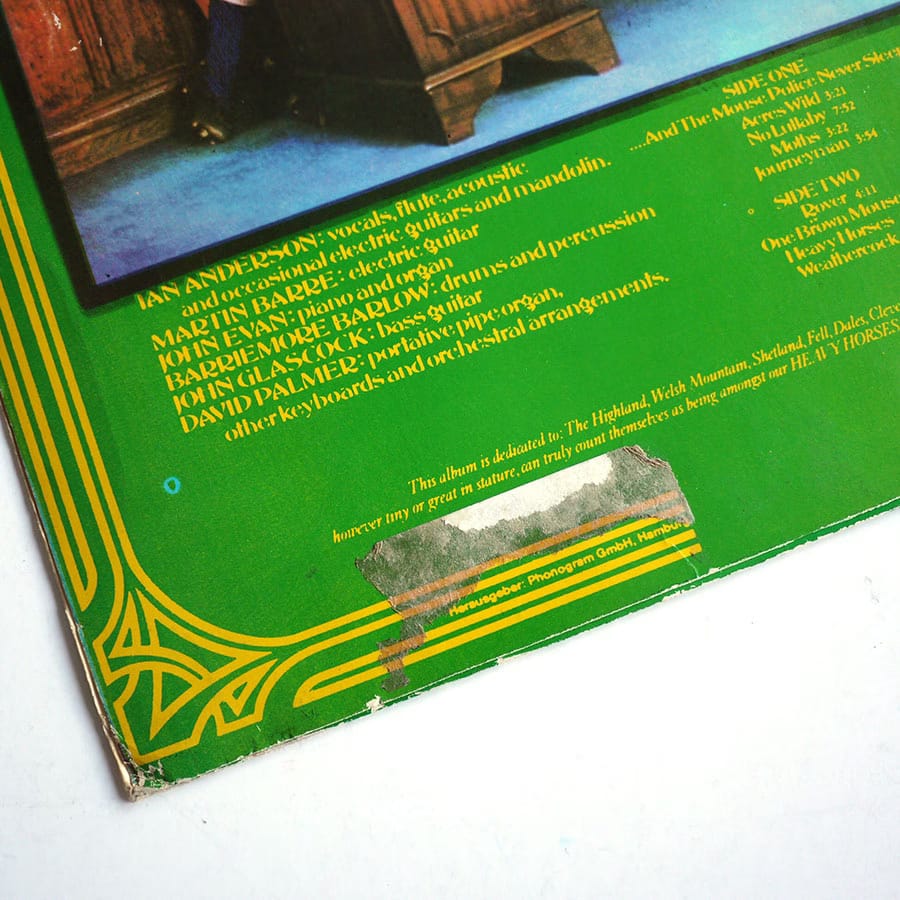 IAN ANDERSON: vocals, flute, acoustic
and occasional electric guitars and mandolin.
MARTIN BARRE: electric guitar
JOHN EVAN: piano and organ
BARRIEMORE BARLOW: drums and percussion
JOHN GLASCOCK: bass guitar
DAVID PALMER: portative pipe organ,
other keyboards and orchestral arrangements.
SIDE ONE
....And The Mouse Police Never Sleeps
Acres Wild 3:21
No Lullaby 7:52
Moths 3:22
Journeyman 3:54
SIDE TWO
Rover 4:11
One Brown Mouse
Heavy Horses
Weathercock
This album is dedicated to: The Highland, Welsh Mountain, Shetland, Fell, Dales,
however tiny or great in stature, can truly count themselves as being amongst our HEAVY HORSES
Herausgeber: Phonogram GmbH, Hamburg